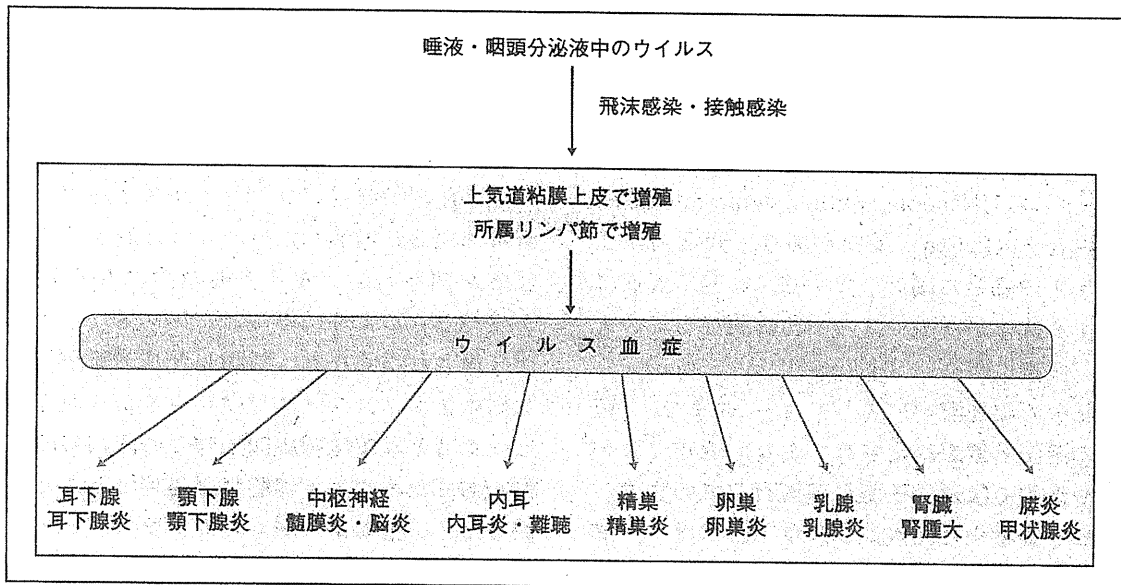 唾液・咽頭分泌液中のウイルス
飛沫感染・接触感染
上気道粘膜上皮で増殖
所属リンパ節で増殖
ウイルス血症
耳下腺
耳下腺炎
顎下腺
顎下腺炎
中枢神経
髄膜炎・脳炎
内耳
内耳炎・難聴
精巣
精巣炎
卵巣
卵巣炎
乳腺
乳腺炎
腎臓
腎腫大
膵炎
甲状腺炎